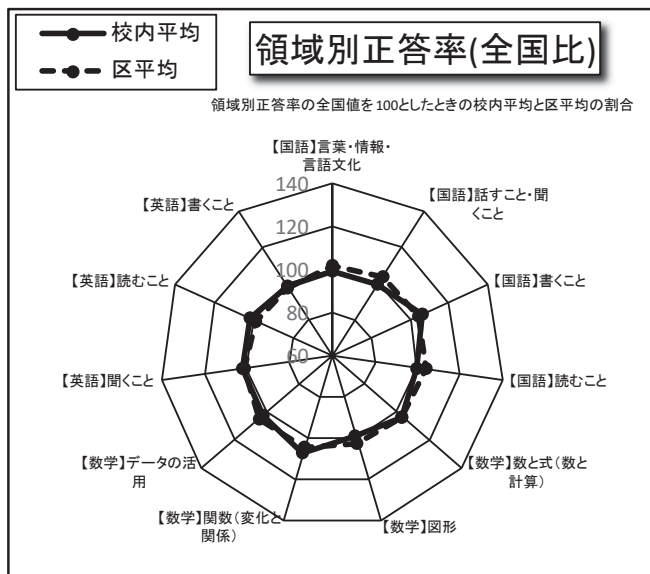 校内平均
区平均
領域別正答率(全国比)
領域別正答率の全国値を100としたときの校内平均と区平均の割合
【国語】言葉・情報・
言語文化
【国語】話すこと・聞
くこと
【国語】書くこと
【国語】読むこと
【数学】数と式（数と
計算）
【数学】図形
【数学】関数（変化と
関係）
【数学】データの活
用
【英語】聞くこと
【英語】読むこと
【英語】書くこと
140
120
100
80
60